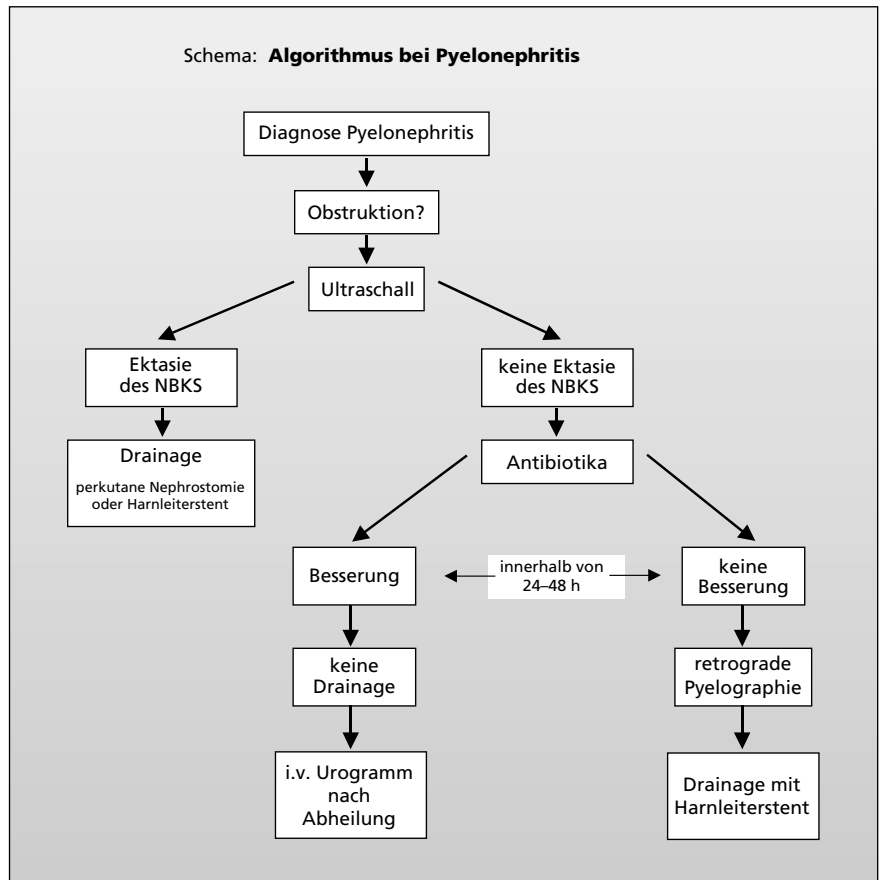 Schema: Algorithmus bei Pyelonephritis
Diagnose Pyelonephritis
Obstruktion?
Ultraschall
Ektasie
des NBKS
keine Ektasie
des NBKS
Drainage
perkutane Nephrostomie
oder Harnleiterstent
Antibiotika
Besserung
innerhalb von
24–48 h
keine
Besserung
keine
Drainage
retrograde
Pyelographie
i.v. Urogramm
nach
Abheilung
Drainage mit
Harnleiterstent